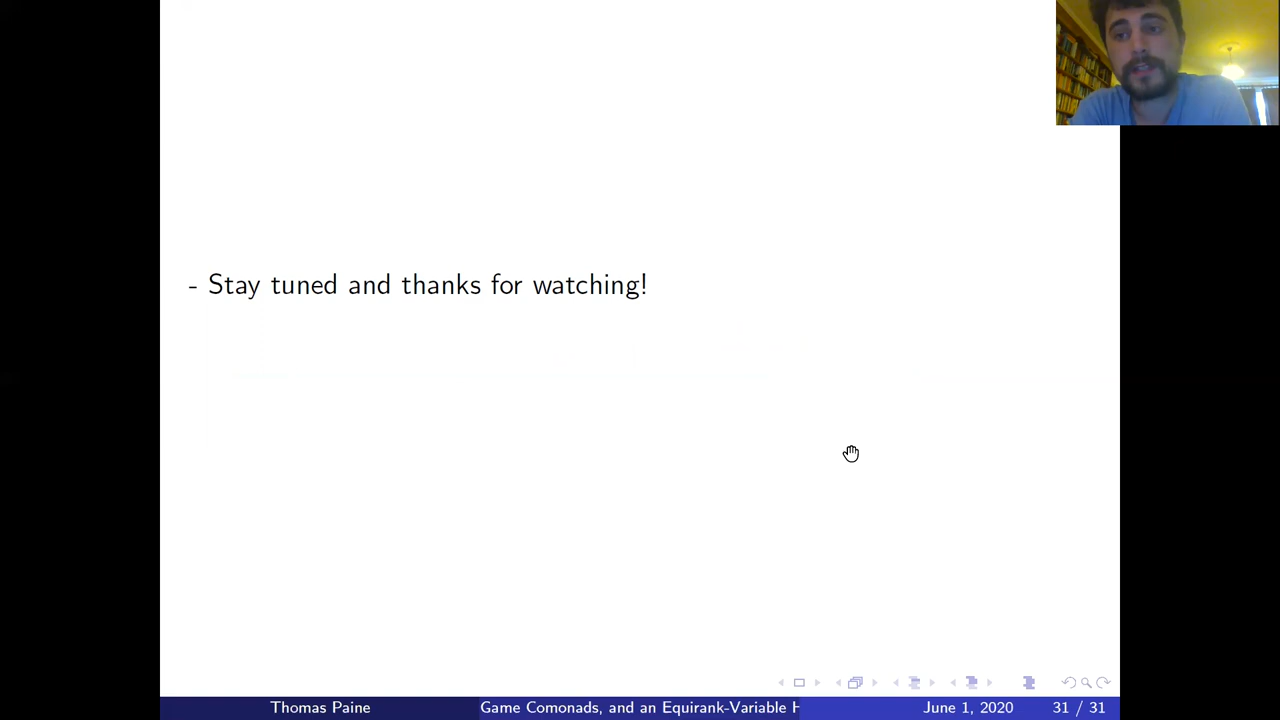 - Stay tuned and thanks for watching!
Thomas Paine
Game Comonads, and an Equirank-Variable H
June 1, 2020
31 / 31